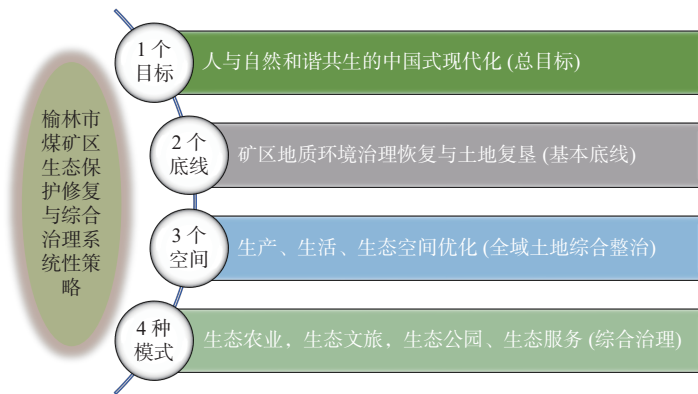 榆林市
煤矿区
生态保
护修复
与综合
治理系
统性策
略
1 个
目标
人与自然和谐共生的中国式现代化 (总目标)
2 个
底线
矿区地质环境治理恢复与土地复垦 (基本底线)
3 个
空间
生产、生活、生态空间优化 (全域土地综合整治)
4 种
模式
生态农业，生态文旅，生态公园、生态服务 (综合治理)